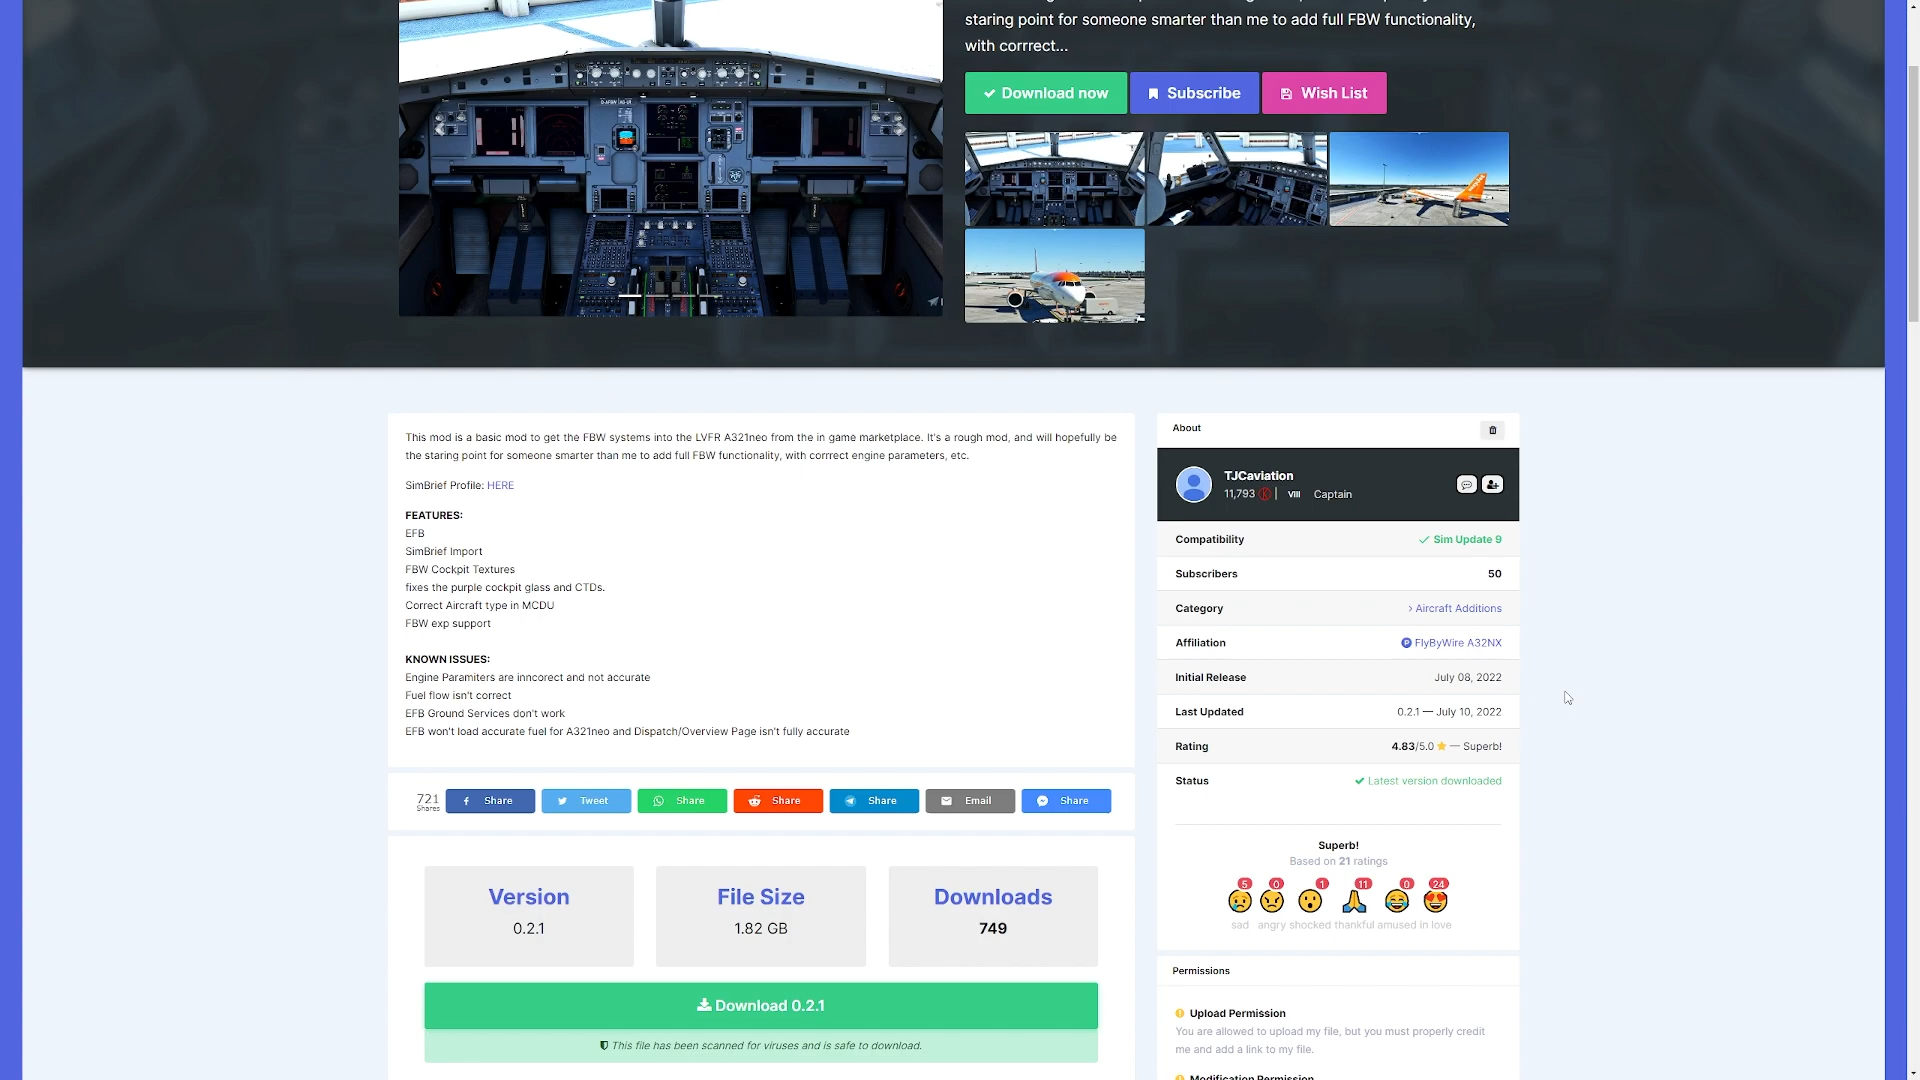 staring point for someone smarter than me to add full FBW functionality,
with corrrect...
Download now
Subscribe
Wish List
This mod is a basic mod to get the FBW systems into the LVFR A321neo from the in game marketplace. It's a rough mod, and will hopefully be
the staring point for someone smarter than me to add full FBW functionality, with corrrect engine parameters, etc.
SimBrief Profile: HERE
FEATURES:
EFB
SimBrief Import
FBW Cockpit Textures
fixes the purple cockpit glass and CTDs.
Correct Aircraft type in MCDU
FBW exp support
KNOWN ISSUES:
Engine Paramiters are inncorect and not accurate
Fuel flow isn't correct
EFB Ground Services don't work
EFB won't load accurate fuel for A321neo and Dispatch/Overview Page isn't fully accurate
721
Shares
Share
Tweet
Share
Share
Share
Email
Share
Version
0.2.1
File Size
1.82 GB
Downloads
749
Download 0.2.1
This file has been scanned for viruses and is safe to download.
About
TJCaviation
11,793 | VIII Captain
Compatibility Sim Update 9
Subscribers 50
Category › Aircraft Additions
Affiliation FlyByWire A32NX
Initial Release July 08, 2022
Last Updated 0.2.1 — July 10, 2022
Rating 4.83/5.0 — Superb!
Status Latest version downloaded
Superb!
Based on 21 ratings
5 0 1 11 0 24
sad angry shocked thankful amused in love
Permissions
Upload Permission
You are allowed to upload my file, but you must properly credit
me and add a link to my file.
Modification Permission